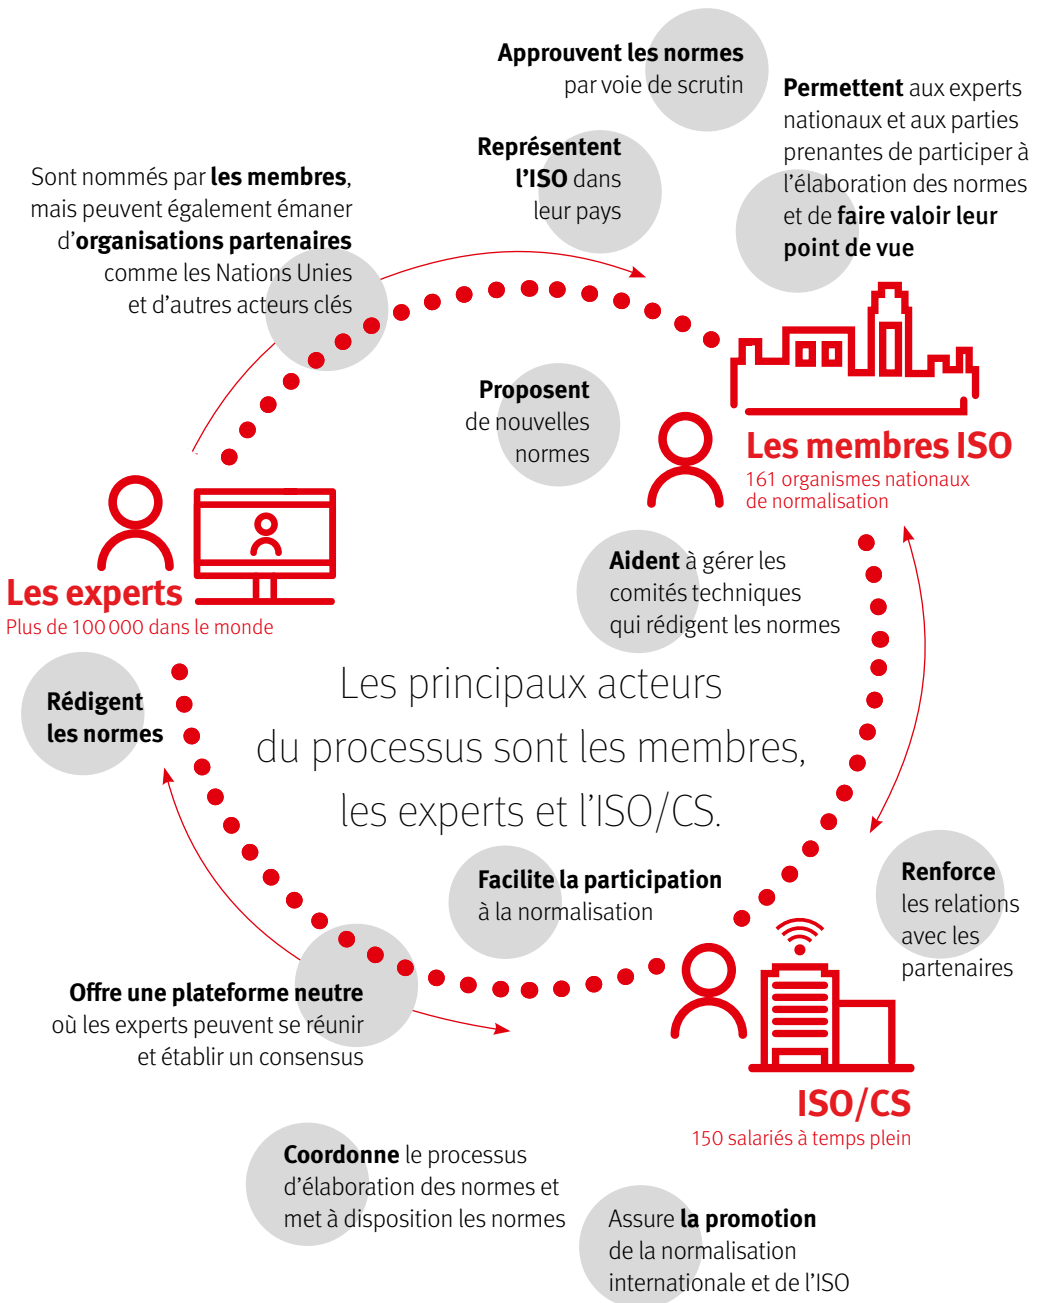 Approuvent les normes
par voie de scrutin
Permettent aux experts
nationaux et aux parties
prenantes de participer à
l’élaboration des normes
et de faire valoir leur
point de vue
Représentent
l’ISO dans
leur pays
Sont nommés par les membres,
mais peuvent également émaner
d’organisations partenaires
comme les Nations Unies
et d’autres acteurs clés
Proposent
de nouvelles
normes
Les membres ISO
161 organismes nationaux
de normalisation
Aident à gérer les
comités techniques
qui rédigent les normes
Les experts
Plus de 100 000 dans le monde
Rédigent
les normes
Les principaux acteurs
du processus sont les membres,
les experts et l’ISO/CS.
Facilite la participation
à la normalisation
Renforce
les relations
avec les
partenaires
Offre une plateforme neutre
où les experts peuvent se réunir
et établir un consensus
ISO/CS
150 salariés à temps plein
Coordonne le processus
d’élaboration des normes et
met à disposition les normes
Assure la promotion
de la normalisation
internationale et de l’ISO